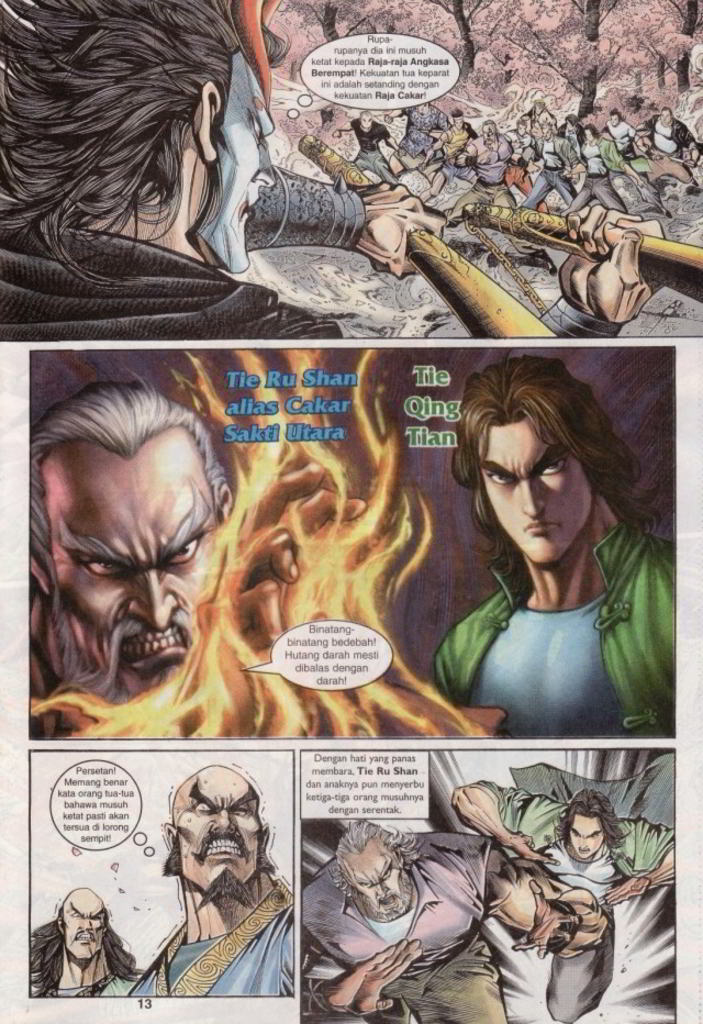 Rupa-
rupanya dia ini musuh
ketat kepada Raja-raja Angkasa
Berempat! Kekuatan tua keparat
ini adalah setanding dengan
kekuatan Raja Cakar!
Tie Ru Shan
alias Cakar
Sakti Utara
Tie
Qing
Tian
Binatang-
binatang bedebah!
Hutang darah mesti
dibalas dengan
darah!
Persetan!
Memang benar
kata orang tua-tua
bahawa musuh
ketat pasti akan
tersua di lorong
sempit!
Dengan hati yang panas
membara, Tie Ru Shan
dan anaknya pun menyerbu
ketiga-tiga orang musuhnya
dengan serentak.
13